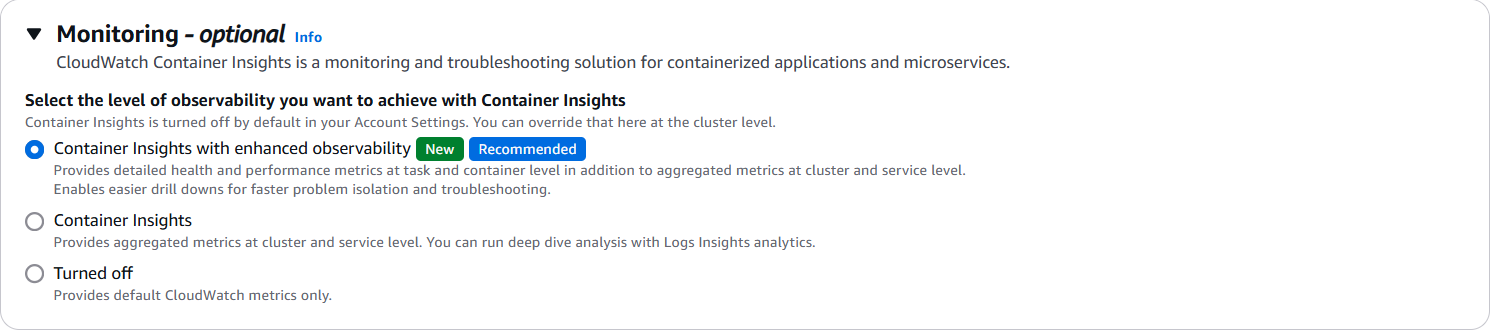 Monitoring - optional Info
CloudWatch Container Insights is a monitoring and troubleshooting solution for containerized applications and microservices.
Select the level of observability you want to achieve with Container Insights
Container Insights is turned off by default in your Account Settings. You can override that here at the cluster level.
Container Insights with enhanced observability New Recommended
Provides detailed health and performance metrics at task and container level in addition to aggregated metrics at cluster and service level.
Enables easier drill downs for faster problem isolation and troubleshooting.
Container Insights
Provides aggregated metrics at cluster and service level. You can run deep dive analysis with Logs Insights analytics.
Turned off
Provides default CloudWatch metrics only.